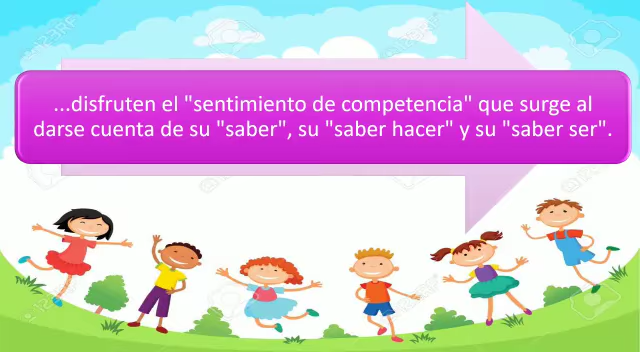 ...disfruten el "sentimiento de competencia" que surge al
darse cuenta de su "saber", su "saber hacer" y su "saber ser".